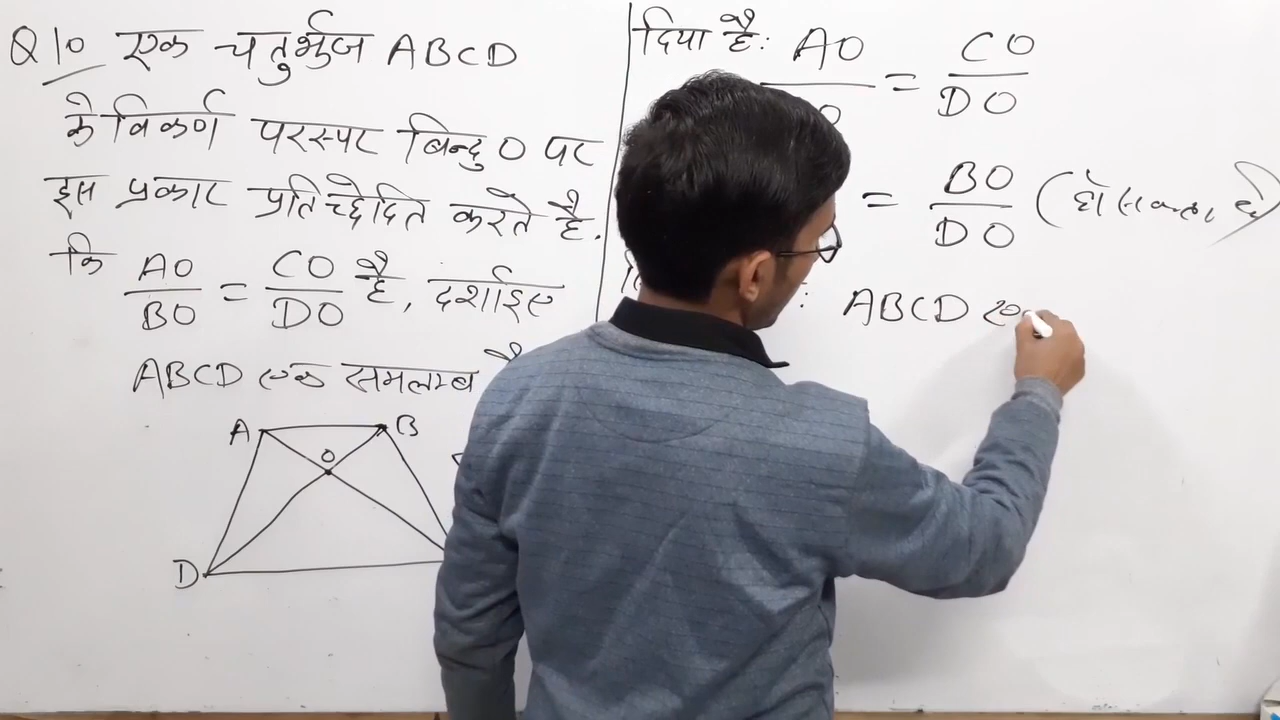 Q10 एक चतुर्भुज ABCD
के विकर्ण परस्पर बिन्दु O पर
इस प्रकार प्रतिच्छेदित करते है.
कि AO/BO = CO/DO है, दर्शाइए
ABCD एक समलम्ब है
A B
O
D
दिया है: AO/ O = CO/DO
= BO/DO (हो सकता है)
: ABCD